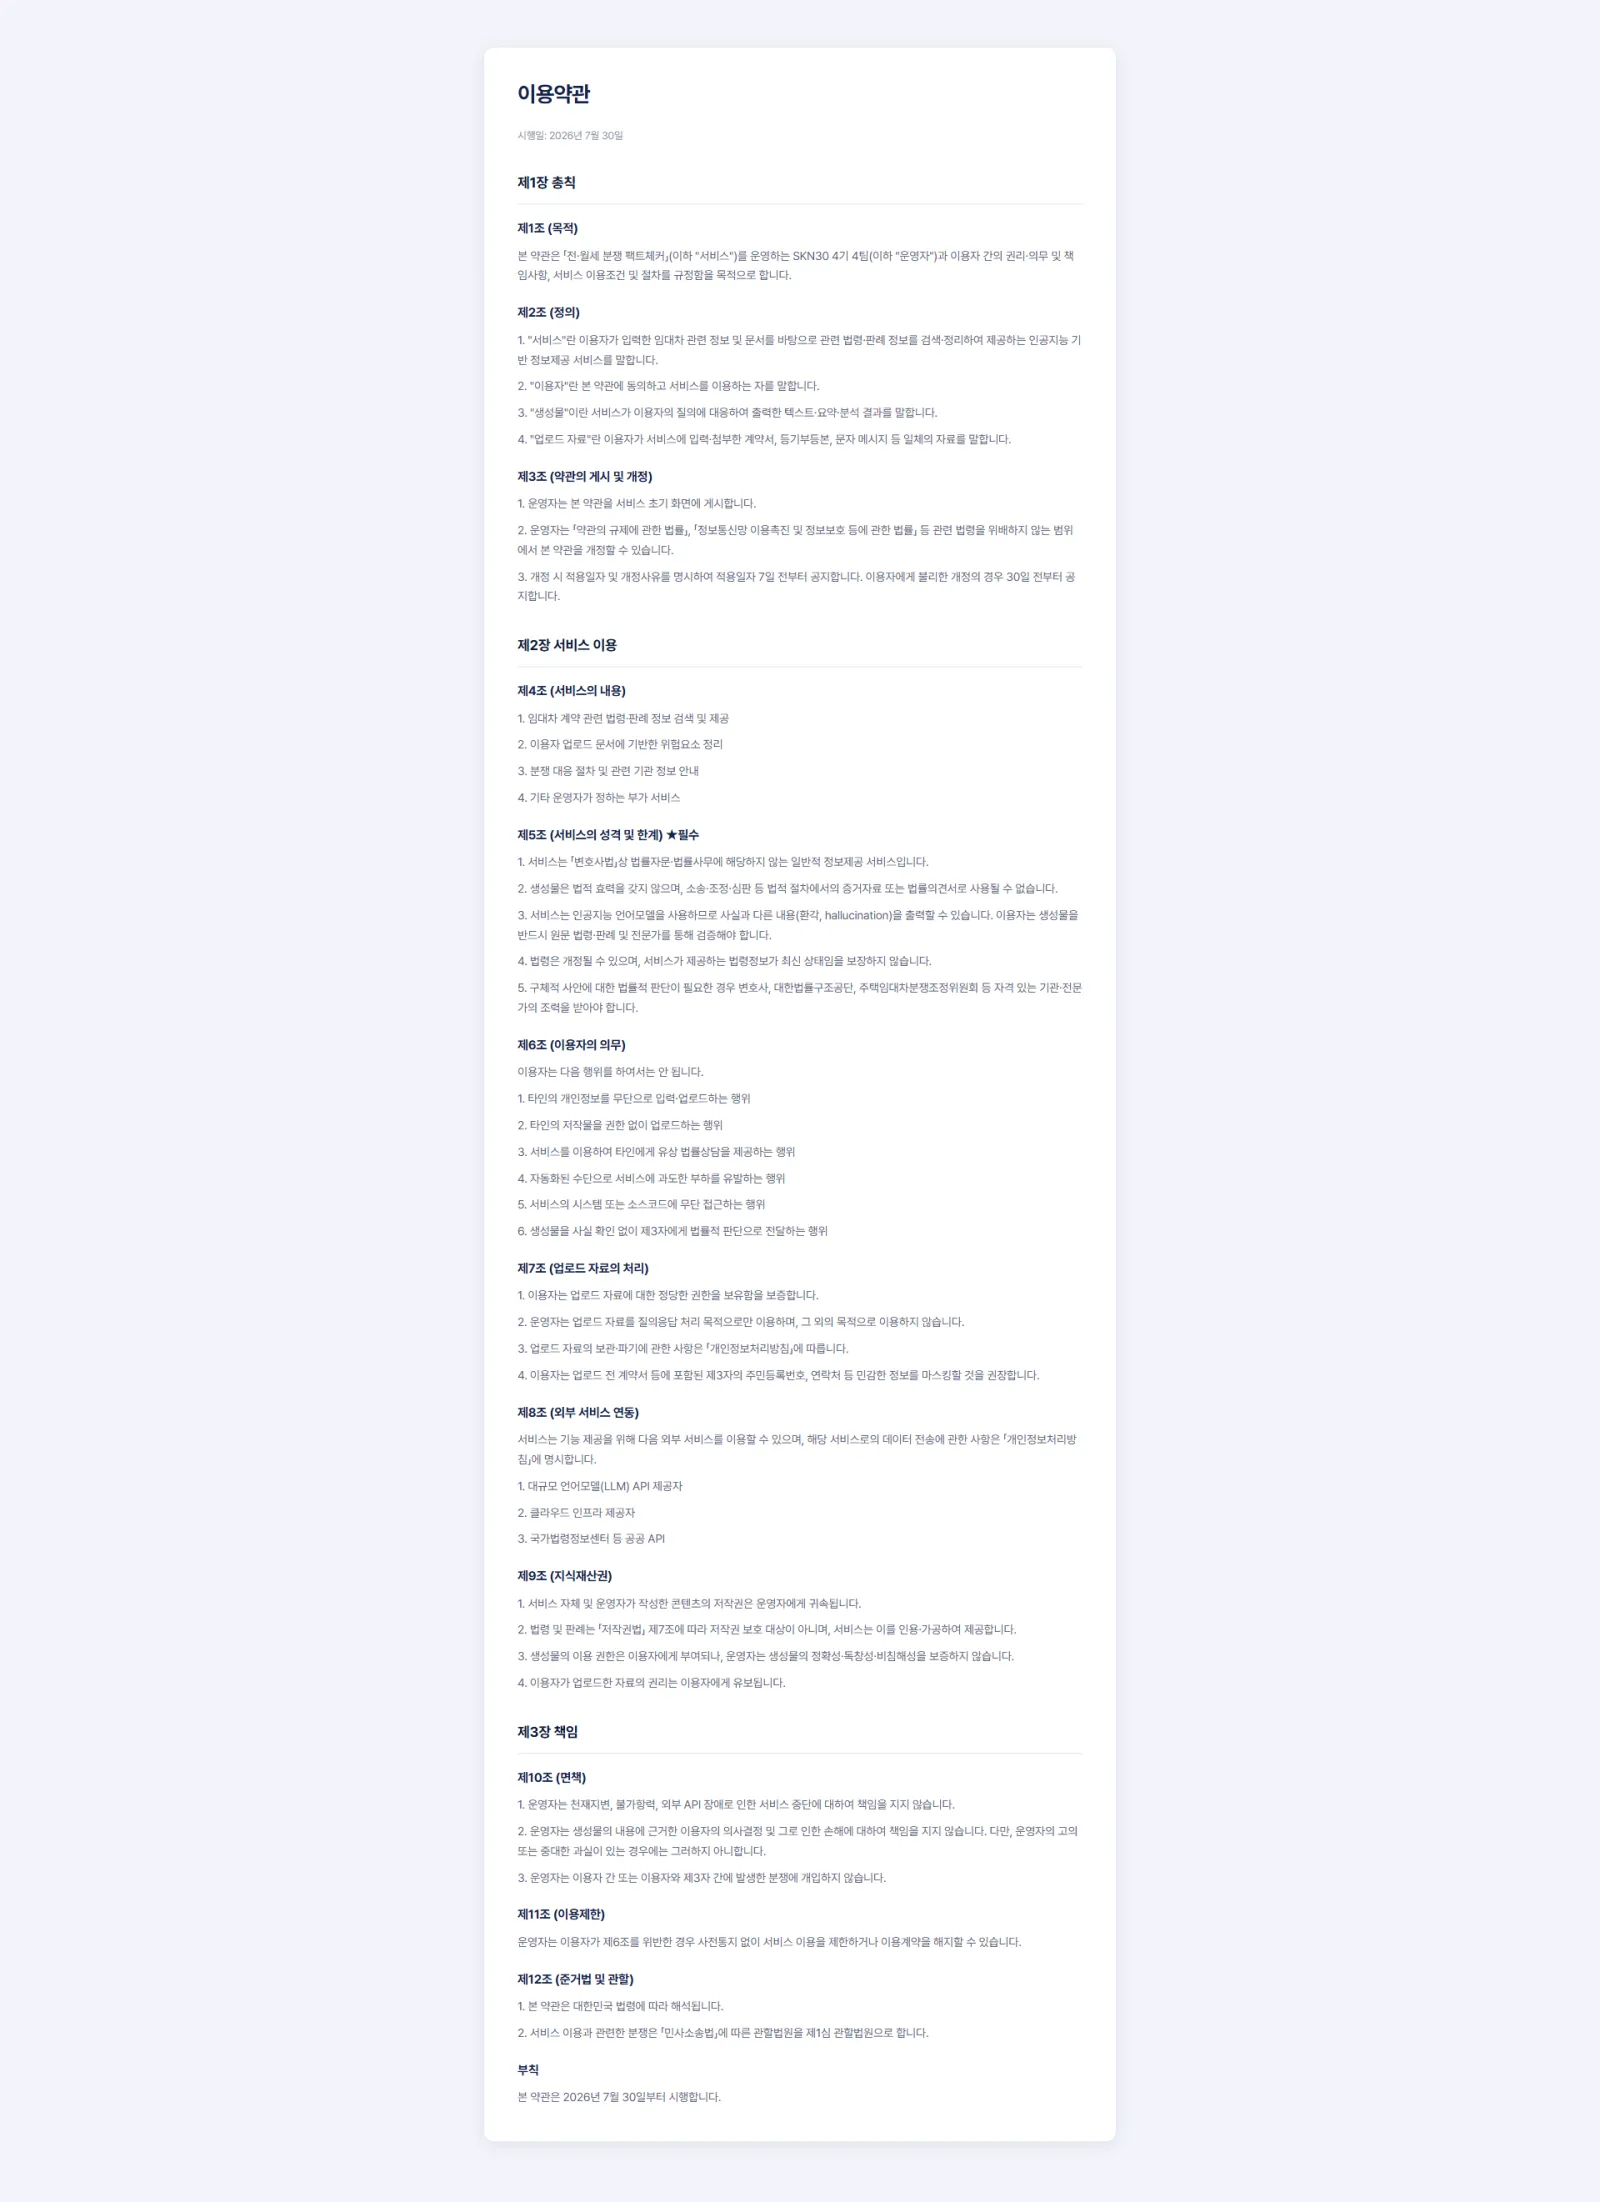 이용약관
시행일: 2026년 7월 30일
제1장 총칙
제1조 (목적)
본 약관은 「전·월세 분쟁 팩트체커」(이하 "서비스")를 운영하는 SKN30 4기 4팀(이하 "운영자")과 이용자 간의 권리·의무 및 책
임사항, 서비스 이용조건 및 절차를 규정함을 목적으로 합니다.
제2조 (정의)
1. "서비스"란 이용자가 입력한 임대차 관련 정보 및 문서를 바탕으로 관련 법령·판례 정보를 검색·정리하여 제공하는 인공지능 기
반 정보제공 서비스를 말합니다.
2. "이용자"란 본 약관에 동의하고 서비스를 이용하는 자를 말합니다.
3. "생성물"이란 서비스가 이용자의 질의에 대응하여 출력한 텍스트·요약·분석 결과를 말합니다.
4. "업로드 자료"란 이용자가 서비스에 입력·첨부한 계약서, 등기부등본, 문자 메시지 등 일체의 자료를 말합니다.
제3조 (약관의 게시 및 개정)
1. 운영자는 본 약관을 서비스 초기 화면에 게시합니다.
2. 운영자는 「약관의 규제에 관한 법률」, 「정보통신망 이용촉진 및 정보보호 등에 관한 법률」 등 관련 법령을 위배하지 않는 범위
에서 본 약관을 개정할 수 있습니다.
3. 개정 시 적용일자 및 개정사유를 명시하여 적용일자 7일 전부터 공지합니다. 이용자에게 불리한 개정의 경우 30일 전부터 공
지합니다.
제2장 서비스 이용
제4조 (서비스의 내용)
1. 임대차 계약 관련 법령·판례 정보 검색 및 제공
2. 이용자 업로드 문서에 기반한 위험요소 정리
3. 분쟁 대응 절차 및 관련 기관 정보 안내
4. 기타 운영자가 정하는 부가 서비스
제5조 (서비스의 성격 및 한계) ★필수
1. 서비스는 「변호사법」상 법률자문·법률사무에 해당하지 않는 일반적 정보제공 서비스입니다.
2. 생성물은 법적 효력을 갖지 않으며, 소송·조정·심판 등 법적 절차에서의 증거자료 또는 법률의견서로 사용될 수 없습니다.
3. 서비스는 인공지능 언어모델을 사용하므로 사실과 다른 내용(환각, hallucination)을 출력할 수 있습니다. 이용자는 생성물을
반드시 원문 법령·판례 및 전문가를 통해 검증해야 합니다.
4. 법령은 개정될 수 있으며, 서비스가 제공하는 법령정보가 최신 상태임을 보장하지 않습니다.
5. 구체적 사안에 대한 법률적 판단이 필요한 경우 변호사, 대한법률구조공단, 주택임대차분쟁조정위원회 등 자격 있는 기관·전문
가의 조력을 받아야 합니다.
제6조 (이용자의 의무)
이용자는 다음 행위를 하여서는 안 됩니다.
1. 타인의 개인정보를 무단으로 입력·업로드하는 행위
2. 타인의 저작물을 권한 없이 업로드하는 행위
3. 서비스를 이용하여 타인에게 유상 법률상담을 제공하는 행위
4. 자동화된 수단으로 서비스에 과도한 부하를 유발하는 행위
5. 서비스의 시스템 또는 소스코드에 무단 접근하는 행위
6. 생성물을 사실 확인 없이 제3자에게 법률적 판단으로 전달하는 행위
제7조 (업로드 자료의 처리)
1. 이용자는 업로드 자료에 대한 정당한 권한을 보유함을 보증합니다.
2. 운영자는 업로드 자료를 질의응답 처리 목적으로만 이용하며, 그 외의 목적으로 이용하지 않습니다.
3. 업로드 자료의 보관·파기에 관한 사항은 「개인정보처리방침」에 따릅니다.
4. 이용자는 업로드 전 계약서 등에 포함된 제3자의 주민등록번호, 연락처 등 민감한 정보를 마스킹할 것을 권장합니다.
제8조 (외부 서비스 연동)
서비스는 기능 제공을 위해 다음 외부 서비스를 이용할 수 있으며, 해당 서비스로의 데이터 전송에 관한 사항은 「개인정보처리방
침」에 명시합니다.
1. 대규모 언어모델(LLM) API 제공자
2. 클라우드 인프라 제공자
3. 국가법령정보센터 등 공공 API
제9조 (지식재산권)
1. 서비스 자체 및 운영자가 작성한 콘텐츠의 저작권은 운영자에게 귀속됩니다.
2. 법령 및 판례는 「저작권법」 제7조에 따라 저작권 보호 대상이 아니며, 서비스는 이를 인용·가공하여 제공합니다.
3. 생성물의 이용 권한은 이용자에게 부여되나, 운영자는 생성물의 정확성·독창성·비침해성을 보증하지 않습니다.
4. 이용자가 업로드한 자료의 권리는 이용자에게 유보됩니다.
제3장 책임
제10조 (면책)
1. 운영자는 천재지변, 불가항력, 외부 API 장애로 인한 서비스 중단에 대하여 책임을 지지 않습니다.
2. 운영자는 생성물의 내용에 근거한 이용자의 의사결정 및 그로 인한 손해에 대하여 책임을 지지 않습니다. 다만, 운영자의 고의
또는 중대한 과실이 있는 경우에는 그러하지 아니합니다.
3. 운영자는 이용자 간 또는 이용자와 제3자 간에 발생한 분쟁에 개입하지 않습니다.
제11조 (이용제한)
운영자는 이용자가 제6조를 위반한 경우 사전통지 없이 서비스 이용을 제한하거나 이용계약을 해지할 수 있습니다.
제12조 (준거법 및 관할)
1. 본 약관은 대한민국 법령에 따라 해석됩니다.
2. 서비스 이용과 관련한 분쟁은 「민사소송법」에 따른 관할법원을 제1심 관할법원으로 합니다.
부칙
본 약관은 2026년 7월 30일부터 시행합니다.